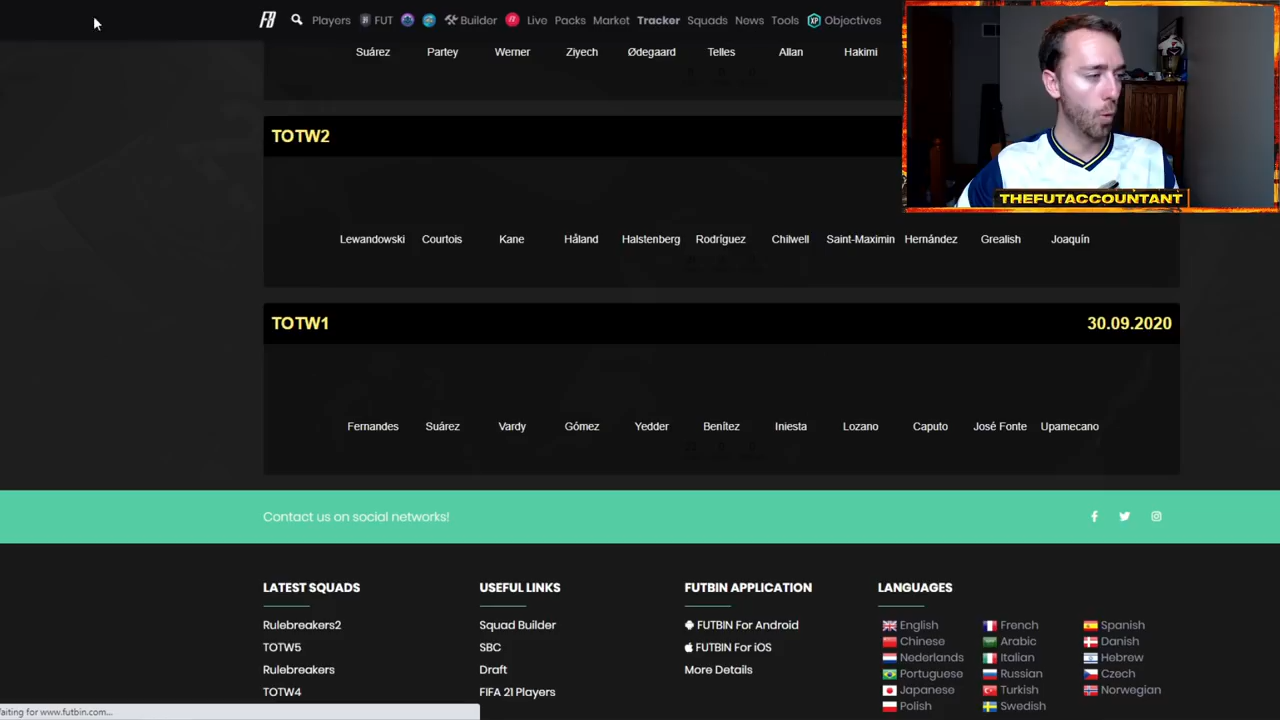 FB Players FUT Builder Live Packs Market Tracker Squads News Tools XP Objectives
Suárez Partey Werner Ziyech Ødegaard Telles Allan Hakimi
TOTW2
Lewandowski Courtois Kane Håland Halstenberg Rodríguez Chilwell Saint-Maximin Hernández Grealish Joaquín
TOTW1 30.09.2020
Fernandes Suárez Vardy Gómez Yedder Benítez Iniesta Lozano Caputo José Fonte Upamecano
THEFUTACCOUNTANT
Contact us on social networks!
LATEST SQUADS USEFUL LINKS FUTBIN APPLICATION LANGUAGES
Rulebreakers2 Squad Builder FUTBIN For Android English French Spanish
TOTW5 SBC FUTBIN For iOS Chinese Arabic Danish
Nederlands Italian Hebrew
Rulebreakers Draft More Details Portuguese Russian Czech
TOTW4 FIFA 21 Players Japanese Turkish Norwegian
Polish Swedish
aiting for www.futbin.com...